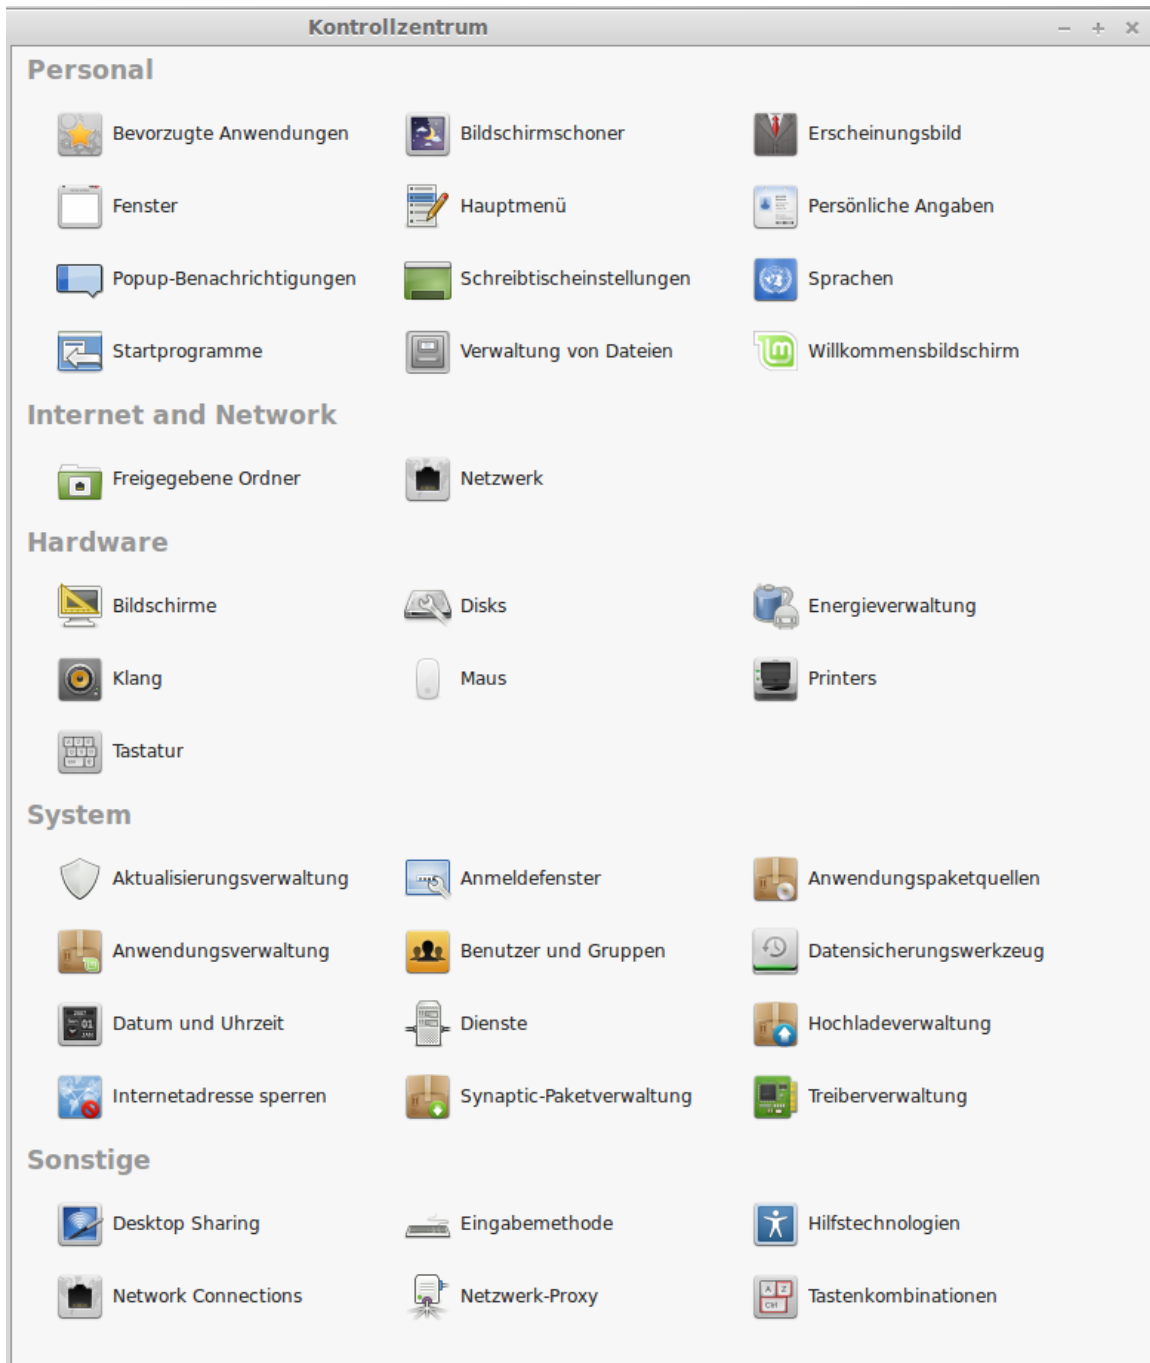 Kontrollzentrum
Personal
Bevorzugte Anwendungen
Bildschirmschoner
Erscheinungsbild
Fenster
Hauptmenü
Persönliche Angaben
Popup-Benachrichtigungen
Schreibtischeinstellungen
Sprachen
Startprogramme
Verwaltung von Dateien
Willkommensbildschirm
Internet and Network
Freigegebene Ordner
Netzwerk
Hardware
Bildschirme
Disks
Energieverwaltung
Klang
Maus
Printers
Tastatur
System
Aktualisierungsverwaltung
Anmeldefenster
Anwendungspaketquellen
Anwendungsverwaltung
Benutzer und Gruppen
Datensicherungswerkzeug
Datum und Uhrzeit
Dienste
Hochladeverwaltung
Internetadresse sperren
Synaptic-Paketverwaltung
Treiberverwaltung
Sonstige
Desktop Sharing
Eingabemethode
Hilfstechnologien
Network Connections
Netzwerk-Proxy
Tastenkombinationen